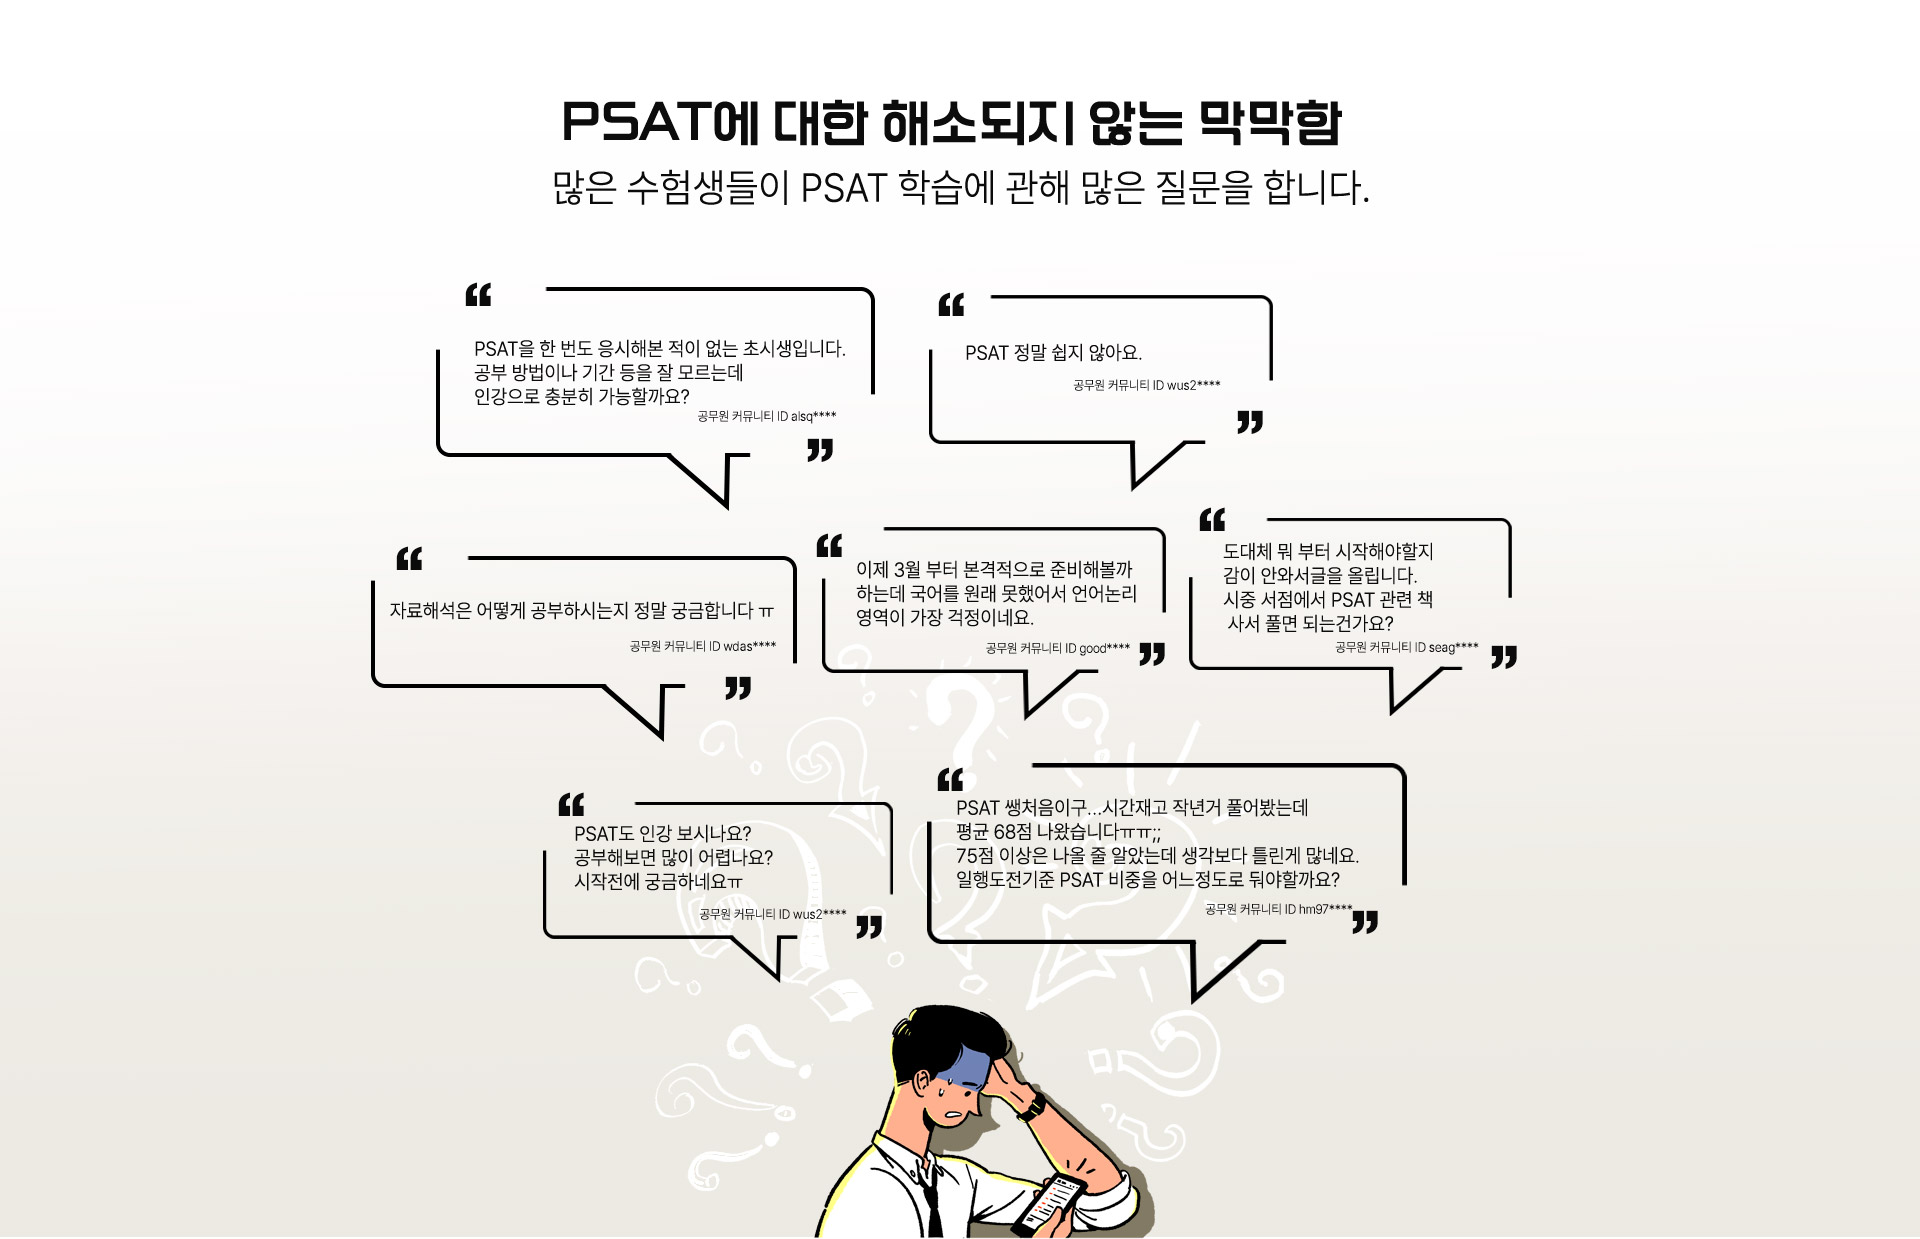 PSAT에 대한 해소되지 않는 막막함
많은 수험생들이 PSAT 학습에 관해 많은 질문을 합니다.
“
PSAT을 한 번도 응시해본 적이 없는 초시생입니다.
공부 방법이나 기간 등을 잘 모르는데
인강으로 충분히 가능할까요?
공무원 커뮤니티 ID alsq****
”
“
PSAT 정말 쉽지 않아요.
공무원 커뮤니티 ID wus2****
”
“
자료해석은 어떻게 공부하시는지 정말 궁금합니다 ㅠ
공무원 커뮤니티 ID wdas****
”
“
이제 3월 부터 본격적으로 준비해볼까
하는데 국어를 원래 못했어서 언어논리
영역이 가장 걱정이네요.
공무원 커뮤니티 ID good****
”
“
도대체 뭐 부터 시작해야할지
감이 안와서글을 올립니다.
시중 서점에서 PSAT 관련 책
사서 풀면 되는건가요?
공무원 커뮤니티 ID seag****
”
“
PSAT도 인강 보시나요?
공부해보면 많이 어렵나요?
시작전에 궁금하네요ㅠ
공무원 커뮤니티 ID wus2****
”
“
PSAT 쌩처음이구...시간재고 작년거 풀어봤는데
평균 68점 나왔습니다ㅠㅠ;;
75점 이상은 나올 줄 알았는데 생각보다 틀린게 많네요.
일행도전기준 PSAT 비중을 어느정도로 둬야할까요?
공무원 커뮤니티 ID hm97****
”